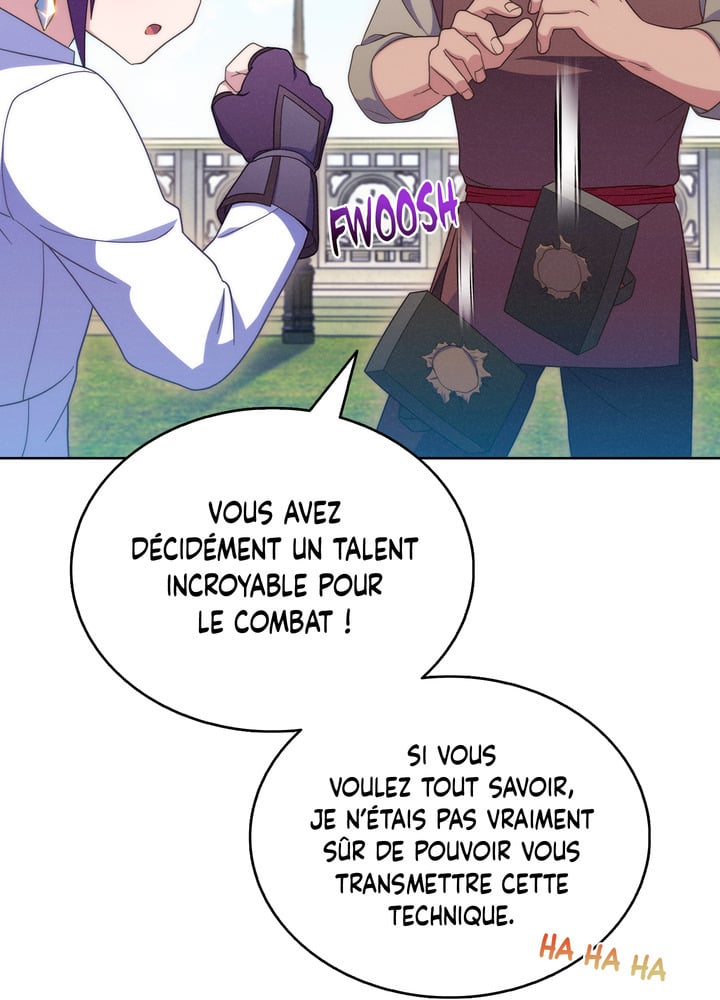 FWOOSH
VOUS AVEZ
DÉCIDÉMENT UN TALENT
INCROYABLE POUR
LE COMBAT !
SI VOUS
VOULEZ TOUT SAVOIR,
JE N'ÉTAIS PAS VRAIMENT
SÛR DE POUVOIR VOUS
TRANSMETTRE CETTE
TECHNIQUE.
HA HA HA